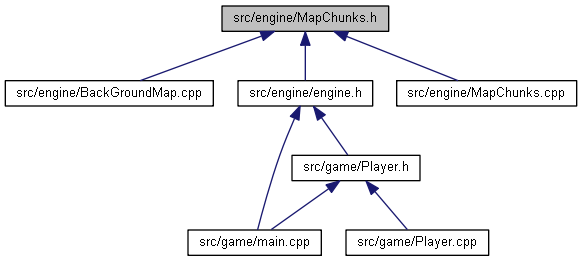 src/engine/MapChunks.h
src/engine/BackGroundMap.cpp
src/engine/engine.h
src/engine/MapChunks.cpp
src/game/Player.h
src/game/main.cpp
src/game/Player.cpp